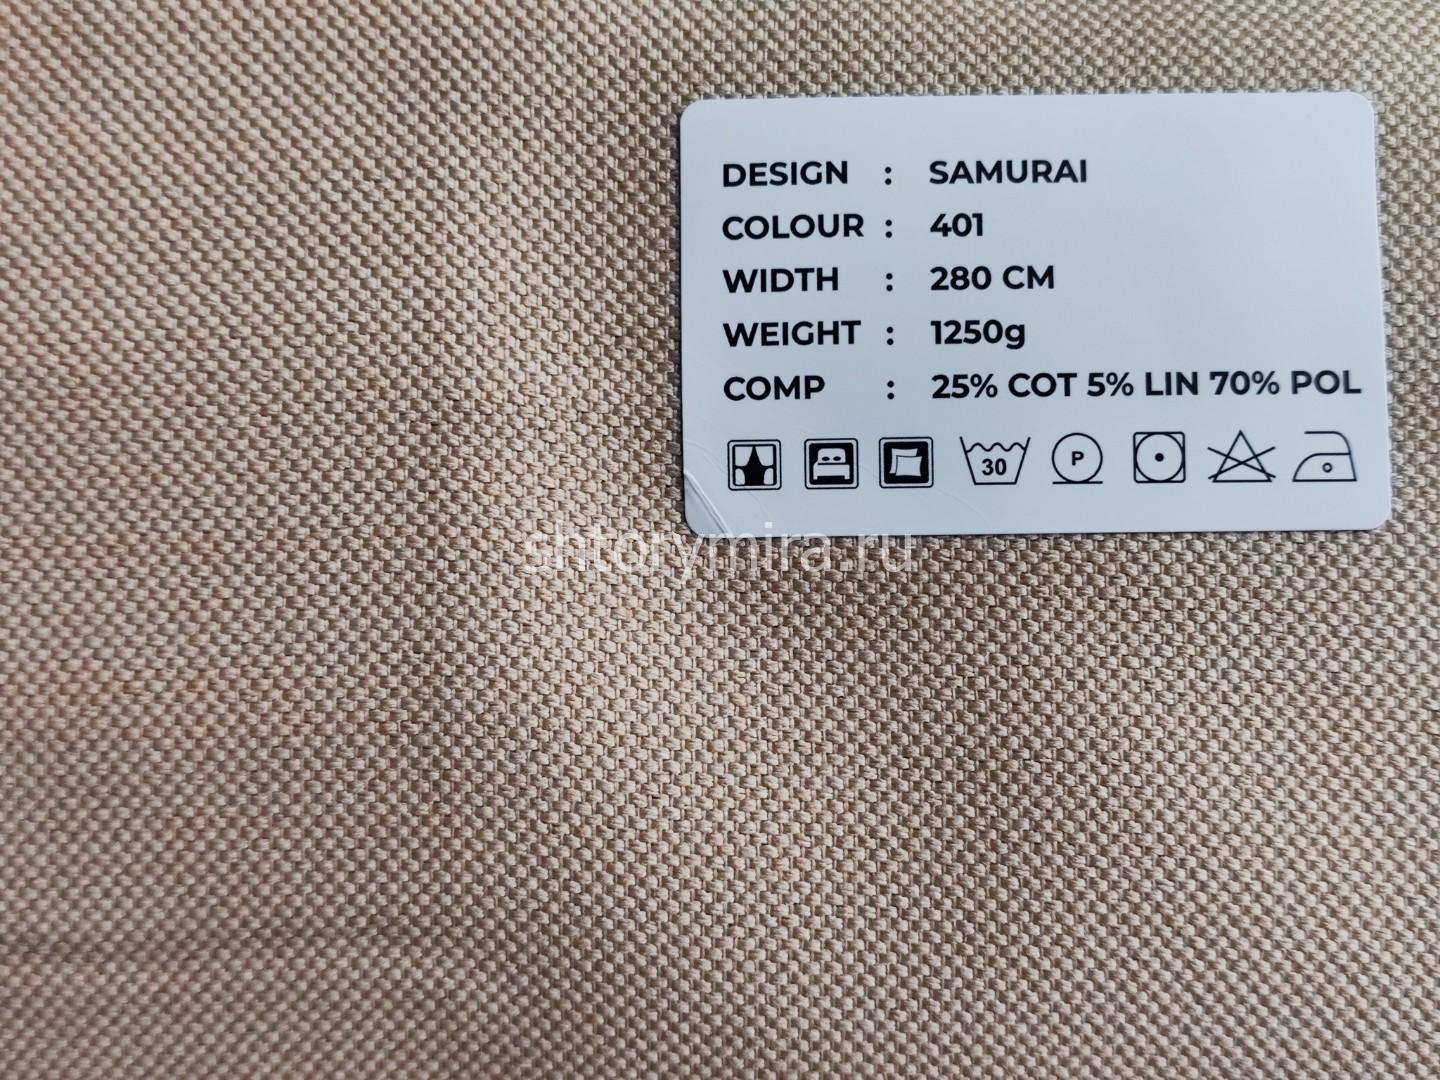 DESIGN : SAMURAI
COLOUR : 401
WIDTH : 280 CM
WEIGHT : 1250g
COMP : 25% COT 5% LIN 70% POL
30 P
shtorymira.ru